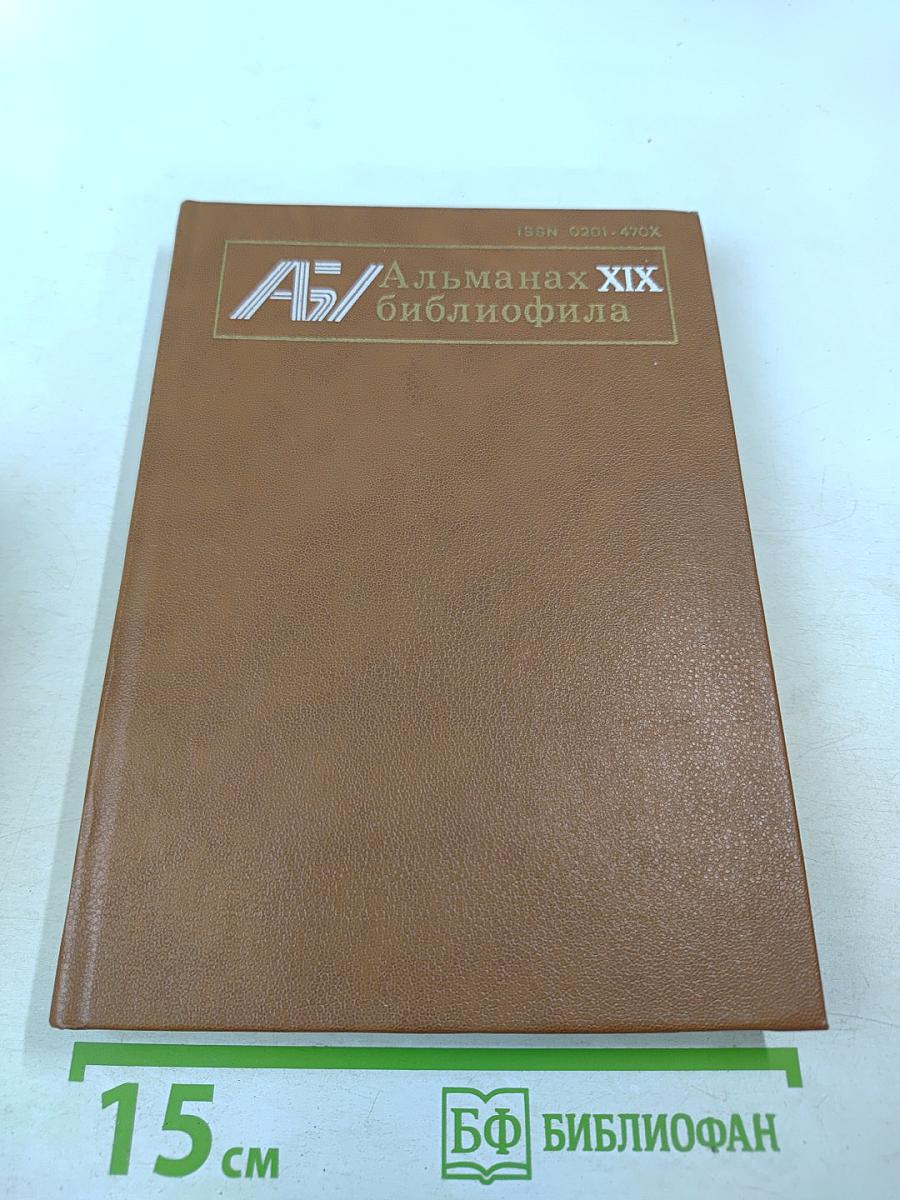 ISSN 0201-470X
АБ
Альманах XIX
библиофила
15 см
БФ БИБЛИОФАН